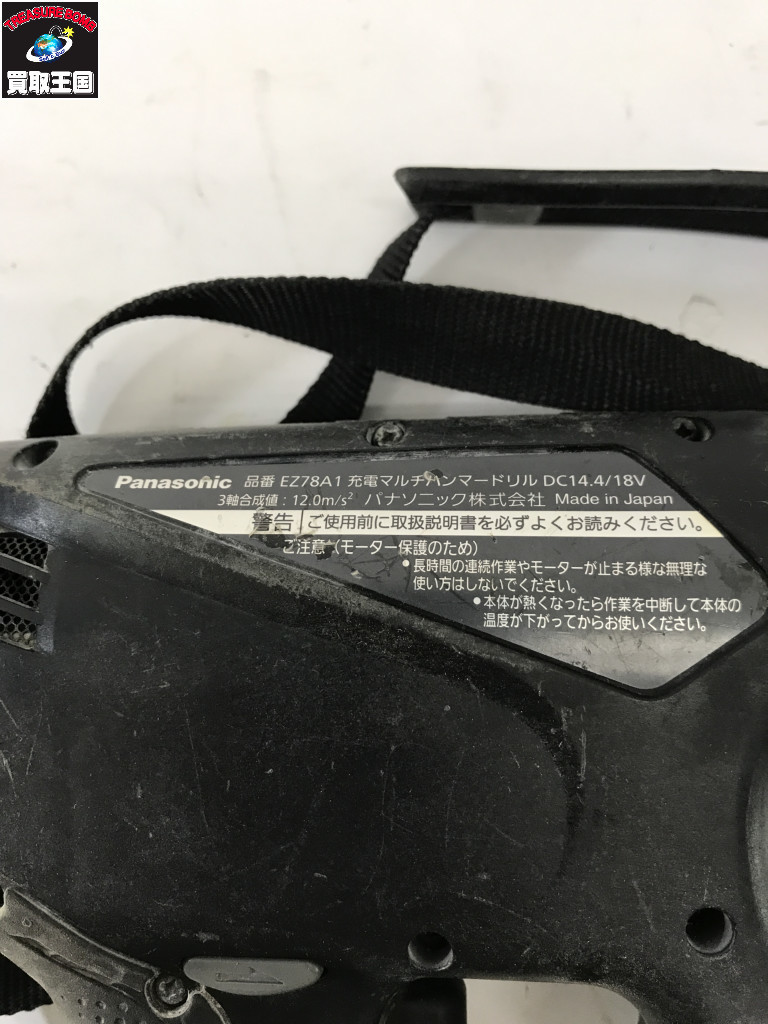 TREASURE BOMB
買取王国
Panasonic 品番 EZ78A1 充電マルチハンマードリル DC14.4/18V
3軸合成値：12.0m/s² パナソニック株式会社 Made in Japan
警告 ご使用前に取扱説明書を必ずよくお読みください。
ご注意（モーター保護のため）
•長時間の連続作業やモーターが止まる様な無理な
使い方はしないでください。
•本体が熱くなったら作業を中断して本体の
温度が下がってからお使いください。